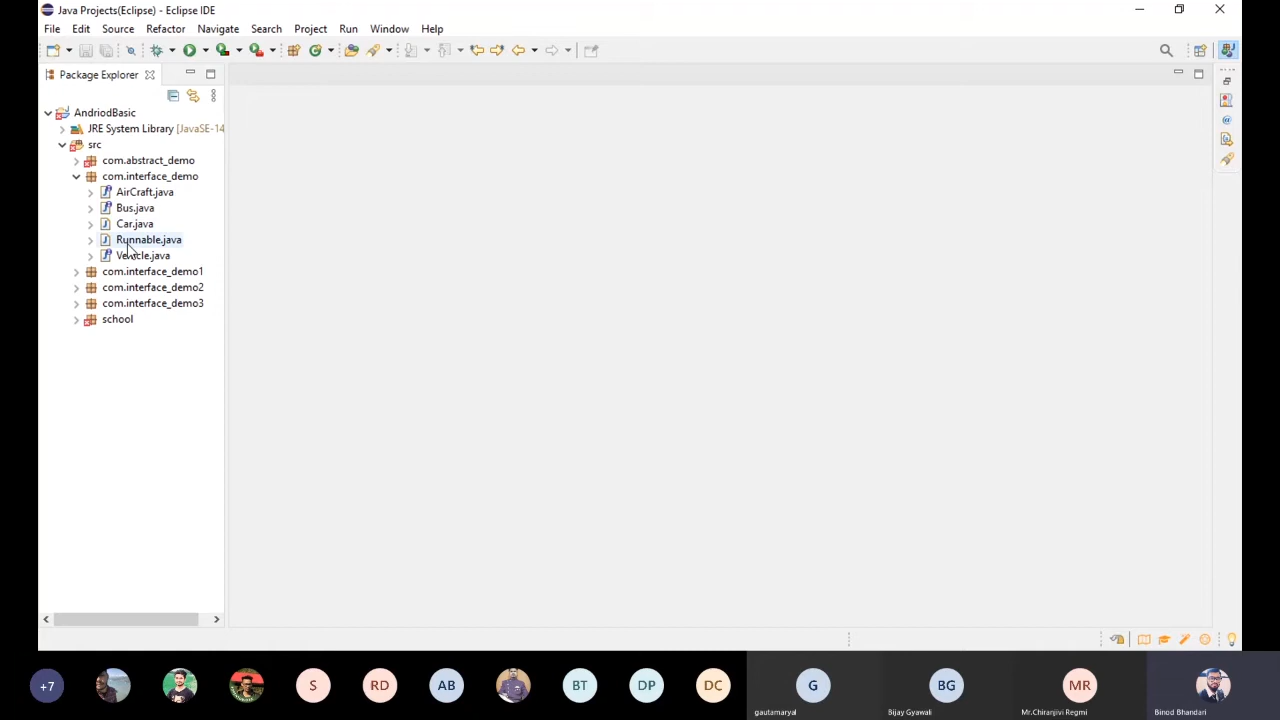 Java Projects(Eclipse) - Eclipse IDE
File Edit Source Refactor Navigate Search Project Run Window Help
Package Explorer
AndriodBasic
JRE System Library [JavaSE-14
src
com.abstract_demo
com.interface_demo
AirCraft.java
Bus.java
Car.java
Runnable.java
Vehicle.java
com.interface_demo1
com.interface_demo2
com.interface_demo3
school
+7 S RD AB BT DP DC G BG MR
gautamaryal Bijay Gyawali Mr.Chiranjivi Regmi Binod Bhandari